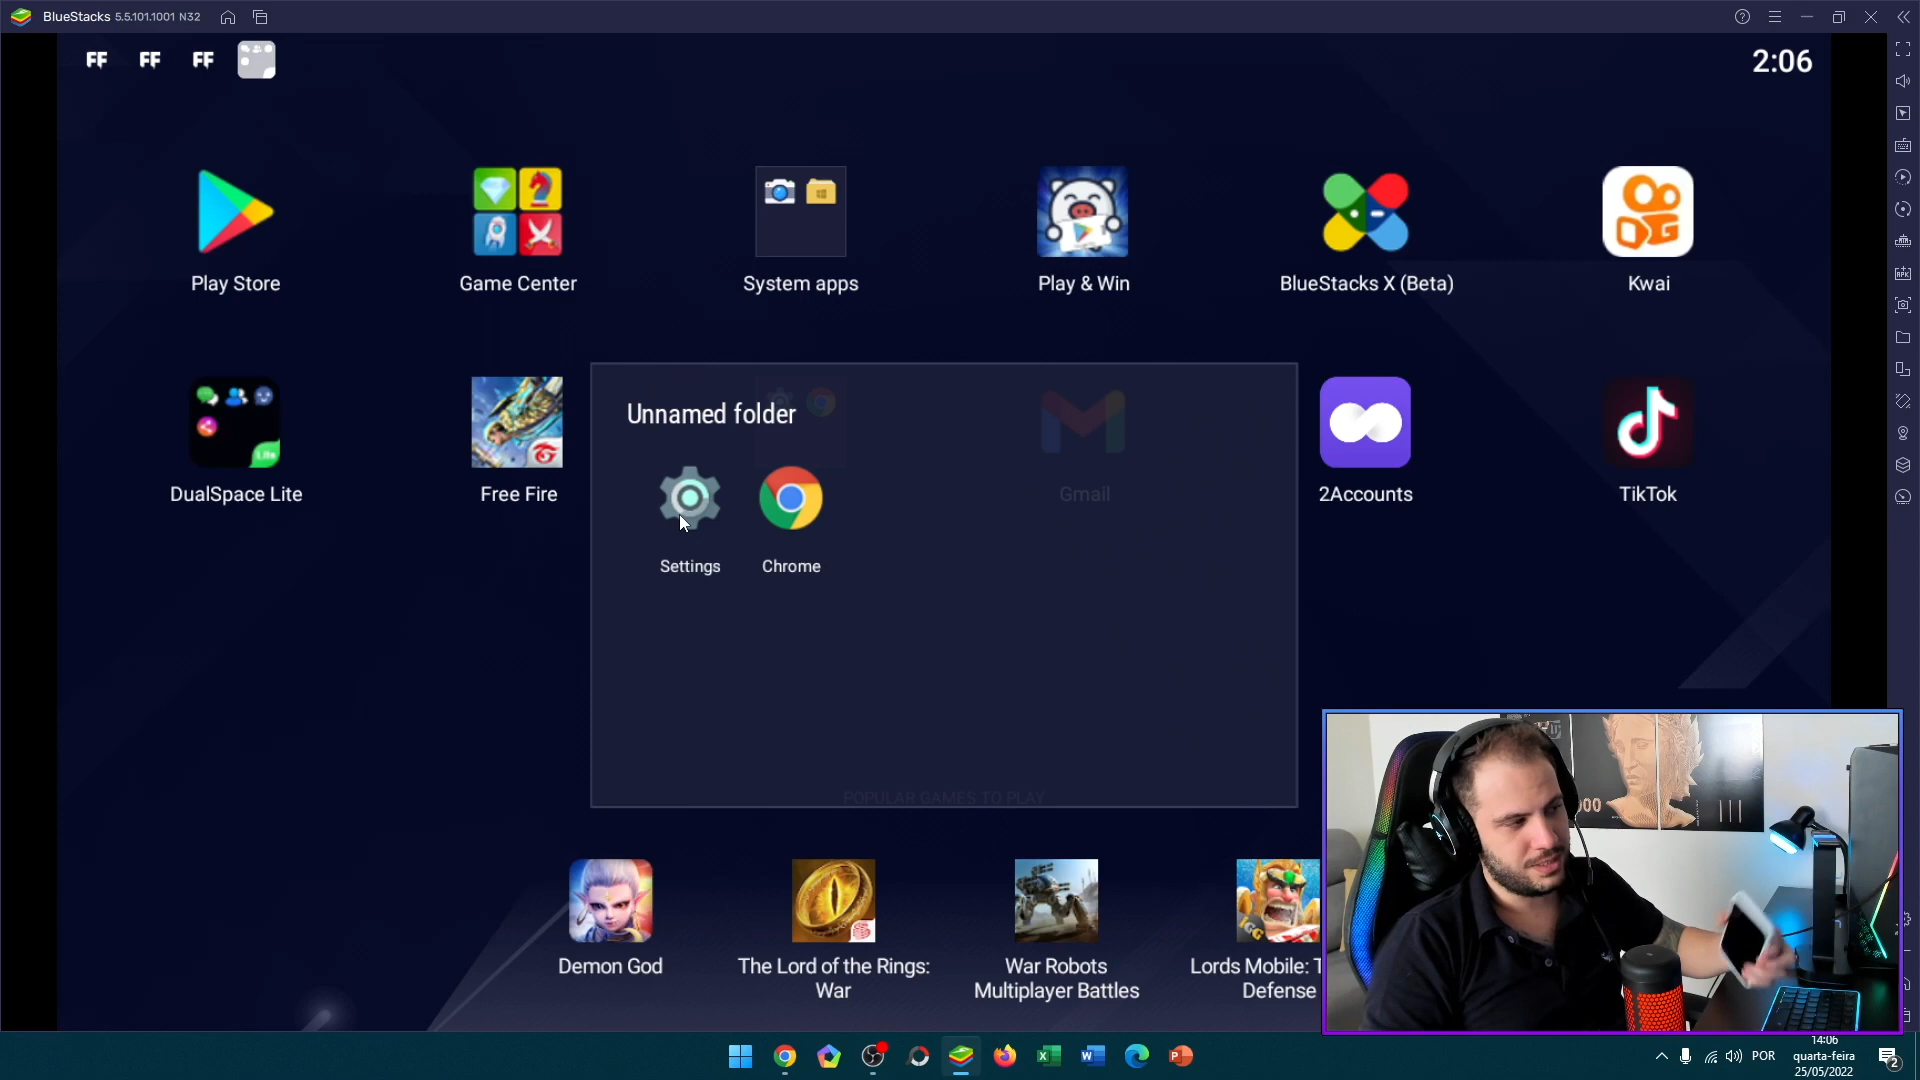 BlueStacks 5.5.101.1001 N32
FF FF FF
2:06
Play Store
Game Center
System apps
Play & Win
BlueStacks X (Beta)
Kwai
DualSpace Lite
Free Fire
Unnamed folder
Gmail
2Accounts
TikTok
Settings
Chrome
POPULAR GAMES TO PLAY
Demon God
The Lord of the Rings:
War
War Robots
Multiplayer Battles
Lords Mobile: T
Defense
POR
14:06
quarta-feira
25/05/2022
2